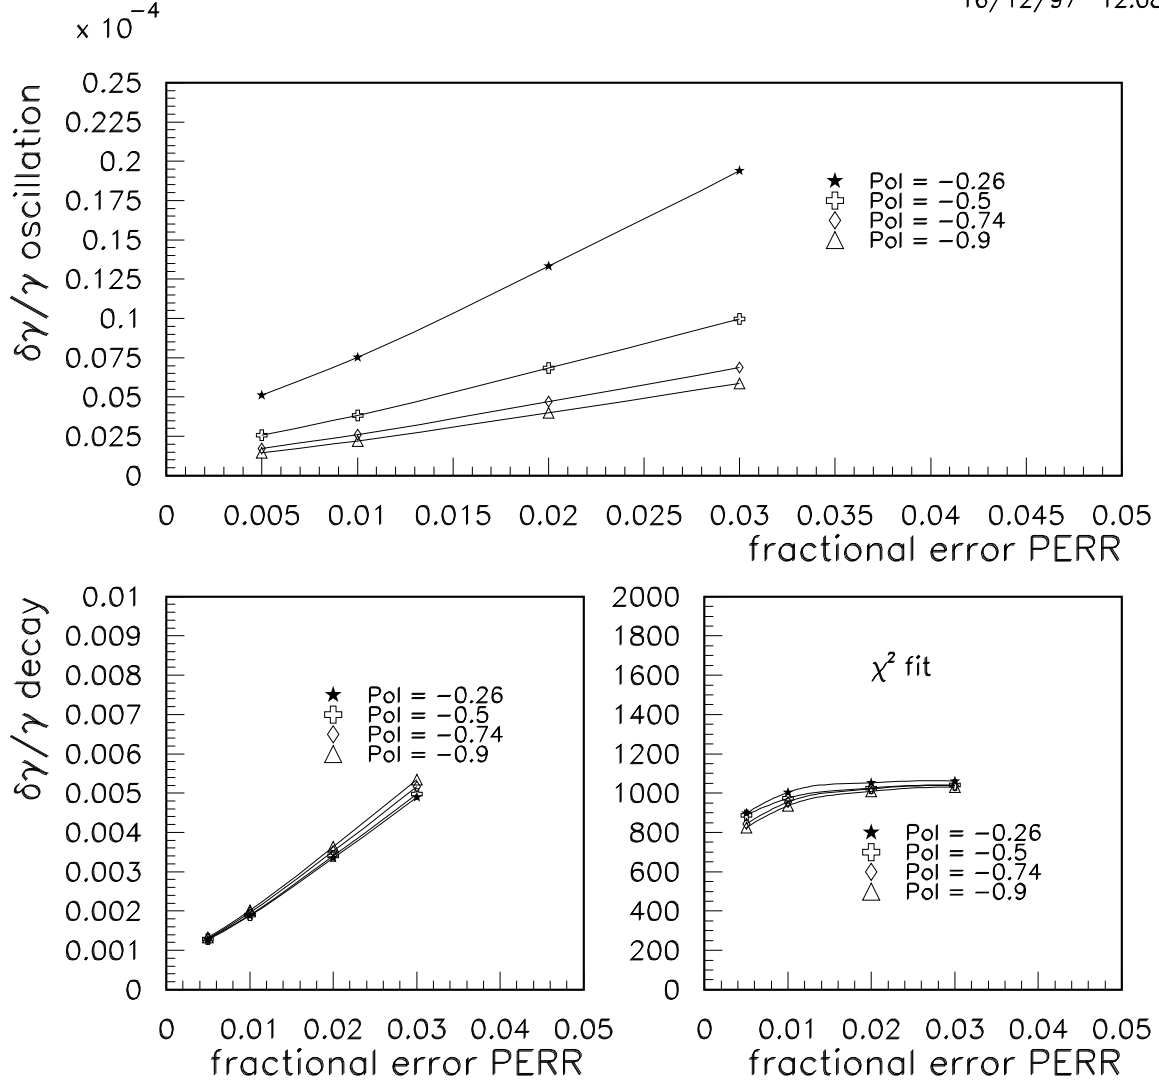 16/12/97 12.08
x 10⁻⁴
δγ/γ oscillation
0.25
0.225
0.2
0.175
0.15
0.125
0.1
0.075
0.05
0.025
0
Pol = −0.26
Pol = −0.5
Pol = −0.74
Pol = −0.9
0 0.005 0.01 0.015 0.02 0.025 0.03 0.035 0.04 0.045 0.05
fractional error PERR
δγ/γ decay
0.01
0.009
0.008
0.007
0.006
0.005
0.004
0.003
0.002
0.001
0
Pol = −0.26
Pol = −0.5
Pol = −0.74
Pol = −0.9
0 0.01 0.02 0.03 0.04 0.05
fractional error PERR
2000
1800
1600
1400
1200
1000
800
600
400
200
0
χ² fit
Pol = −0.26
Pol = −0.5
Pol = −0.74
Pol = −0.9
0 0.01 0.02 0.03 0.04 0.05
fractional error PERR